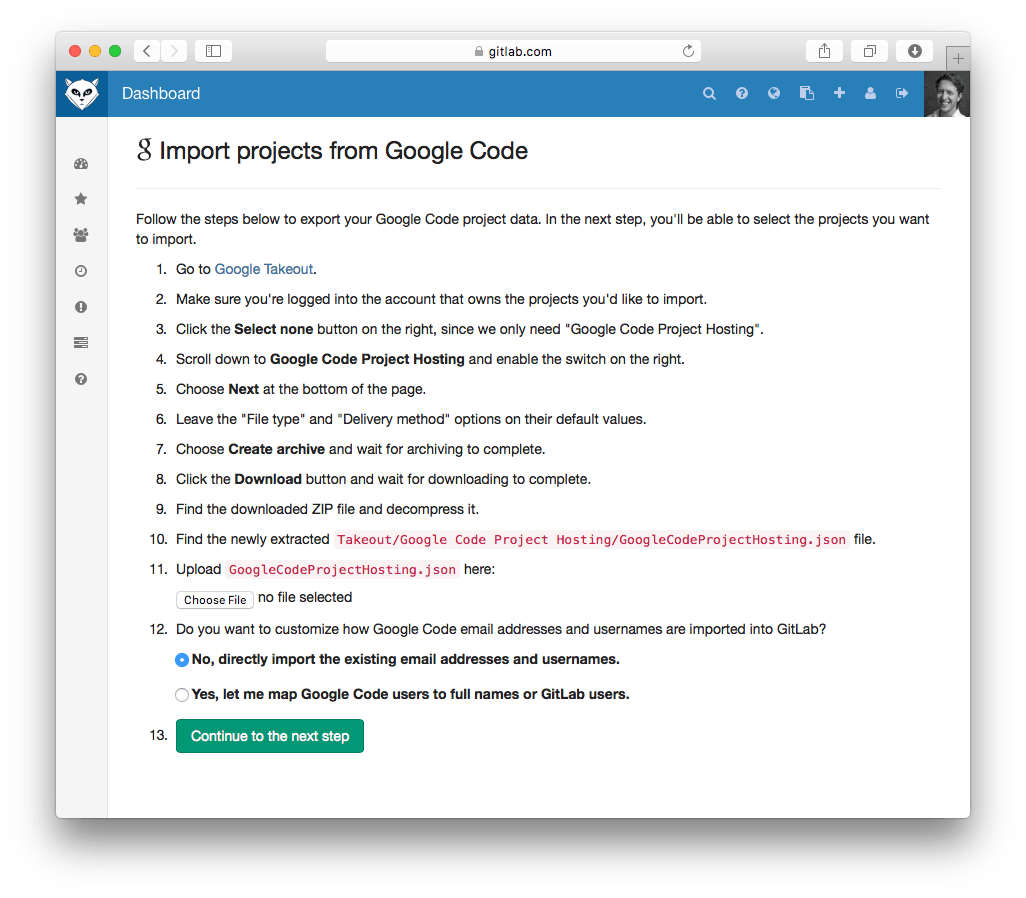 gitlab.com
Dashboard
Import projects from Google Code
Follow the steps below to export your Google Code project data. In the next step, you'll be able to select the projects you want
to import.
1. Go to Google Takeout.
2. Make sure you're logged into the account that owns the projects you'd like to import.
3. Click the Select none button on the right, since we only need "Google Code Project Hosting".
4. Scroll down to Google Code Project Hosting and enable the switch on the right.
5. Choose Next at the bottom of the page.
6. Leave the "File type" and "Delivery method" options on their default values.
7. Choose Create archive and wait for archiving to complete.
8. Click the Download button and wait for downloading to complete.
9. Find the downloaded ZIP file and decompress it.
10. Find the newly extracted Takeout/Google Code Project Hosting/GoogleCodeProjectHosting.json file.
11. Upload GoogleCodeProjectHosting.json here:
Choose File no file selected
12. Do you want to customize how Google Code email addresses and usernames are imported into GitLab?
No, directly import the existing email addresses and usernames.
Yes, let me map Google Code users to full names or GitLab users.
13. Continue to the next step